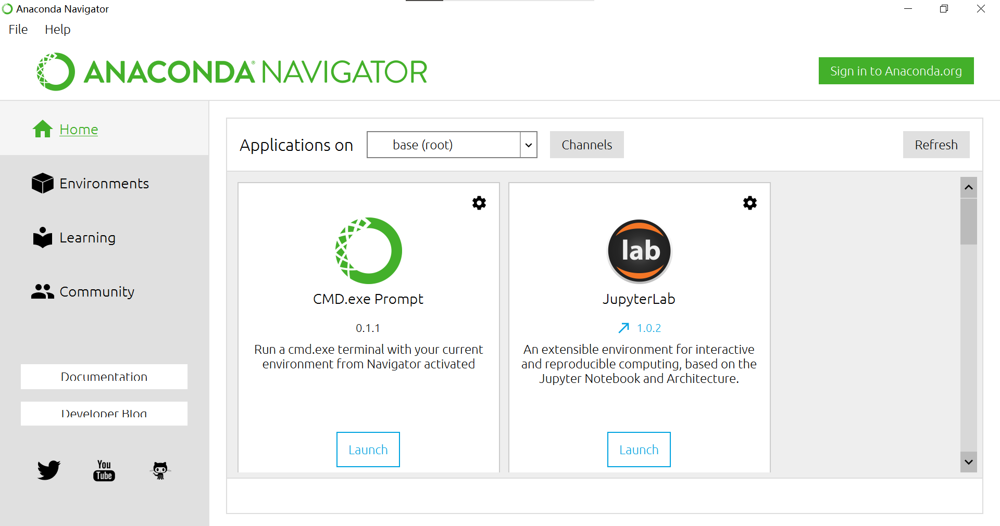 Anaconda Navigator
File Help
ANACONDA® NAVIGATOR
Sign in to Anaconda.org
Home
Environments
Learning
Community
Documentation
Developer Blog
You
Tube
Applications on base (root) Channels Refresh
CMD.exe Prompt
0.1.1
Run a cmd.exe terminal with your current
environment from Navigator activated
Launch
lab
JupyterLab
1.0.2
An extensible environment for interactive
and reproducible computing, based on the
Jupyter Notebook and Architecture.
Launch